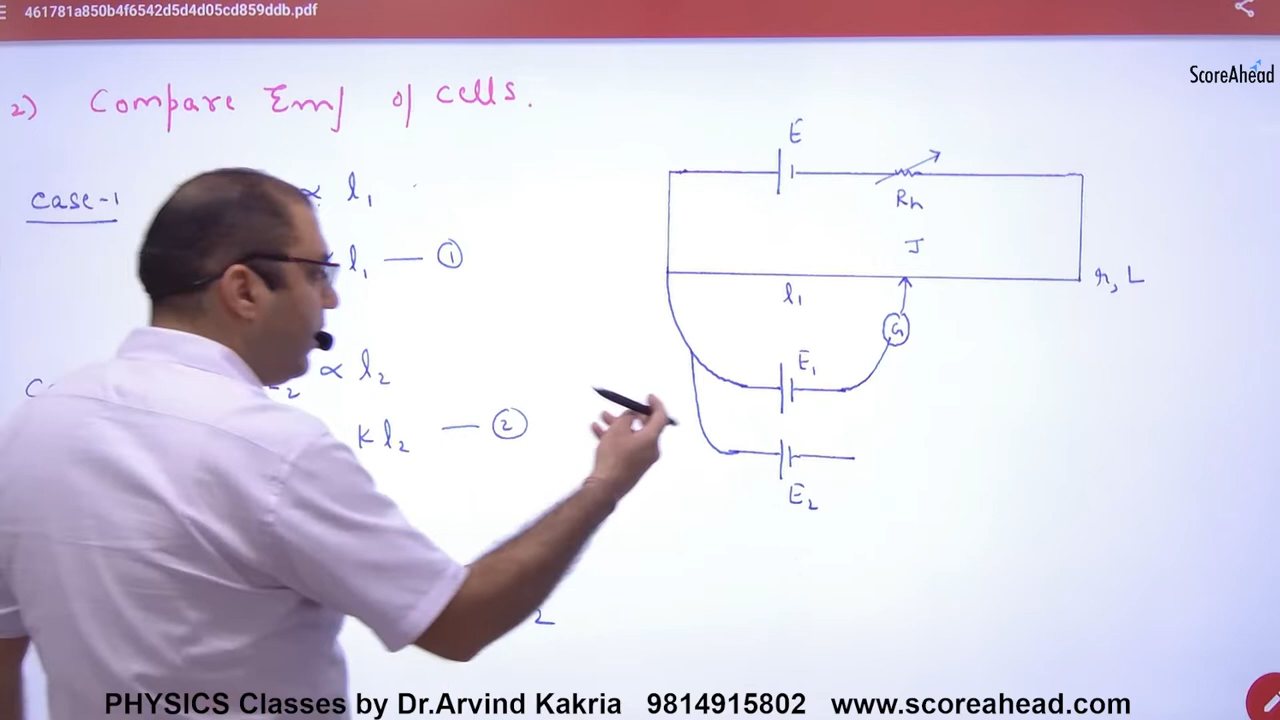 461781a850b4f6542d5d4d05cd859ddb.pdf
ScoreAhead
2) Compare Emf of cells.
Case-1
∝ l₁
l₁ — ①
∝ l₂
K l₂ — ②
2
E
Rh
J
l₁
r, L
G
E₁
E₂
PHYSICS Classes by Dr.Arvind Kakria 9814915802 www.scoreahead.com